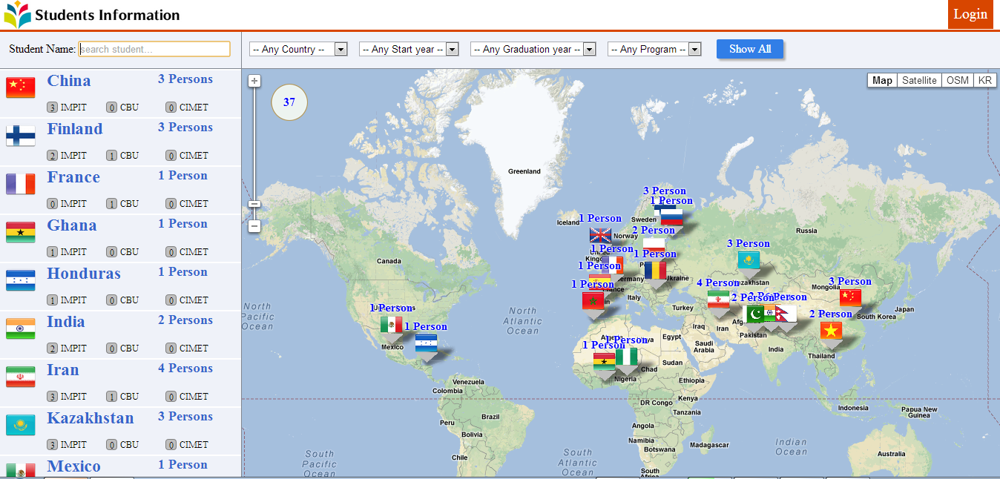 Students Information
Login
Student Name: search student...
-- Any Country --
-- Any Start year --
-- Any Graduation year --
-- Any Program --
Show All
China 3 Persons
3 IMPIT 0 CBU 0 CIMET
Finland 3 Persons
2 IMPIT 1 CBU 0 CIMET
France 1 Person
0 IMPIT 1 CBU 0 CIMET
Ghana 1 Person
1 IMPIT 0 CBU 0 CIMET
Honduras 1 Person
1 IMPIT 0 CBU 0 CIMET
India 2 Persons
2 IMPIT 0 CBU 0 CIMET
Iran 4 Persons
3 IMPIT 1 CBU 0 CIMET
Kazakhstan 3 Persons
3 IMPIT 0 CBU 0 CIMET
Mexico 1 Person
37
Map Satellite OSM KR
Greenland
3 Person
1 Person
Iceland
1 Person
Sweden
2 Person
Norway
Russia
3 Person
1 Person
1 Person
Canada
1 Person
Italy
1 Person
4 Person
3 Person
Turkey
2 Person
Person
2 Person
Japan
South Korea
North
Pacific
Ocean
North
Atlantic
Ocean
1 Person
1 Person
Mexico
Iraq
Iran
Pakistan
Egypt
Saudi
Arabia
India
Thailand
1 Person
1 Person
Sudan
Chad
Nigeria
Ethiopia
Venezuela
Colombia
Kenya
DR Congo
Tanzania
Indonesia
Papua New
Guinea
Brazil
Peru
Bolivia
Angola
Namibia
Botswana
Madagascar
Indian
Ocean
Australia
Chile
South
Pacific
Ocean
South
Atlantic
Ocean
South